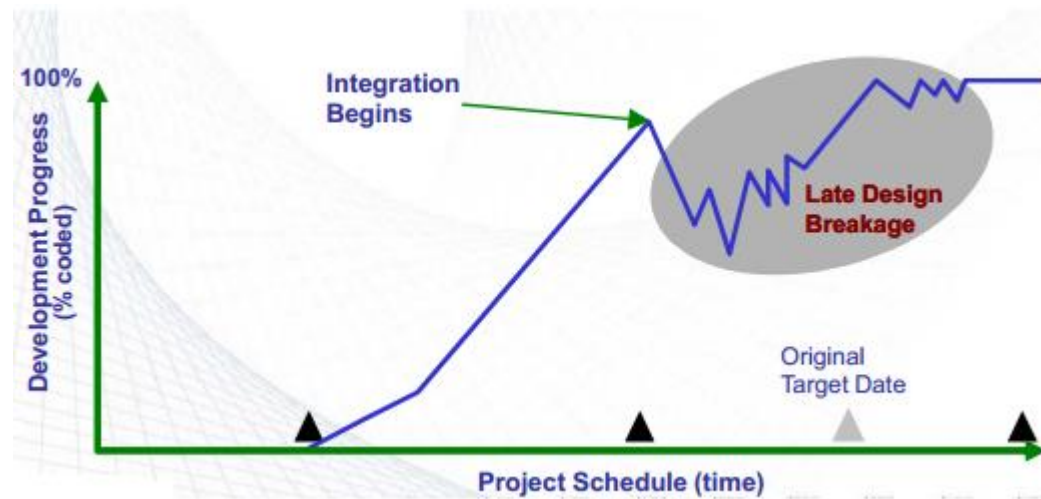 100%
Integration
Begins
Development Progress
(% coded)
Late Design
Breakage
Original
Target Date
Project Schedule (time)